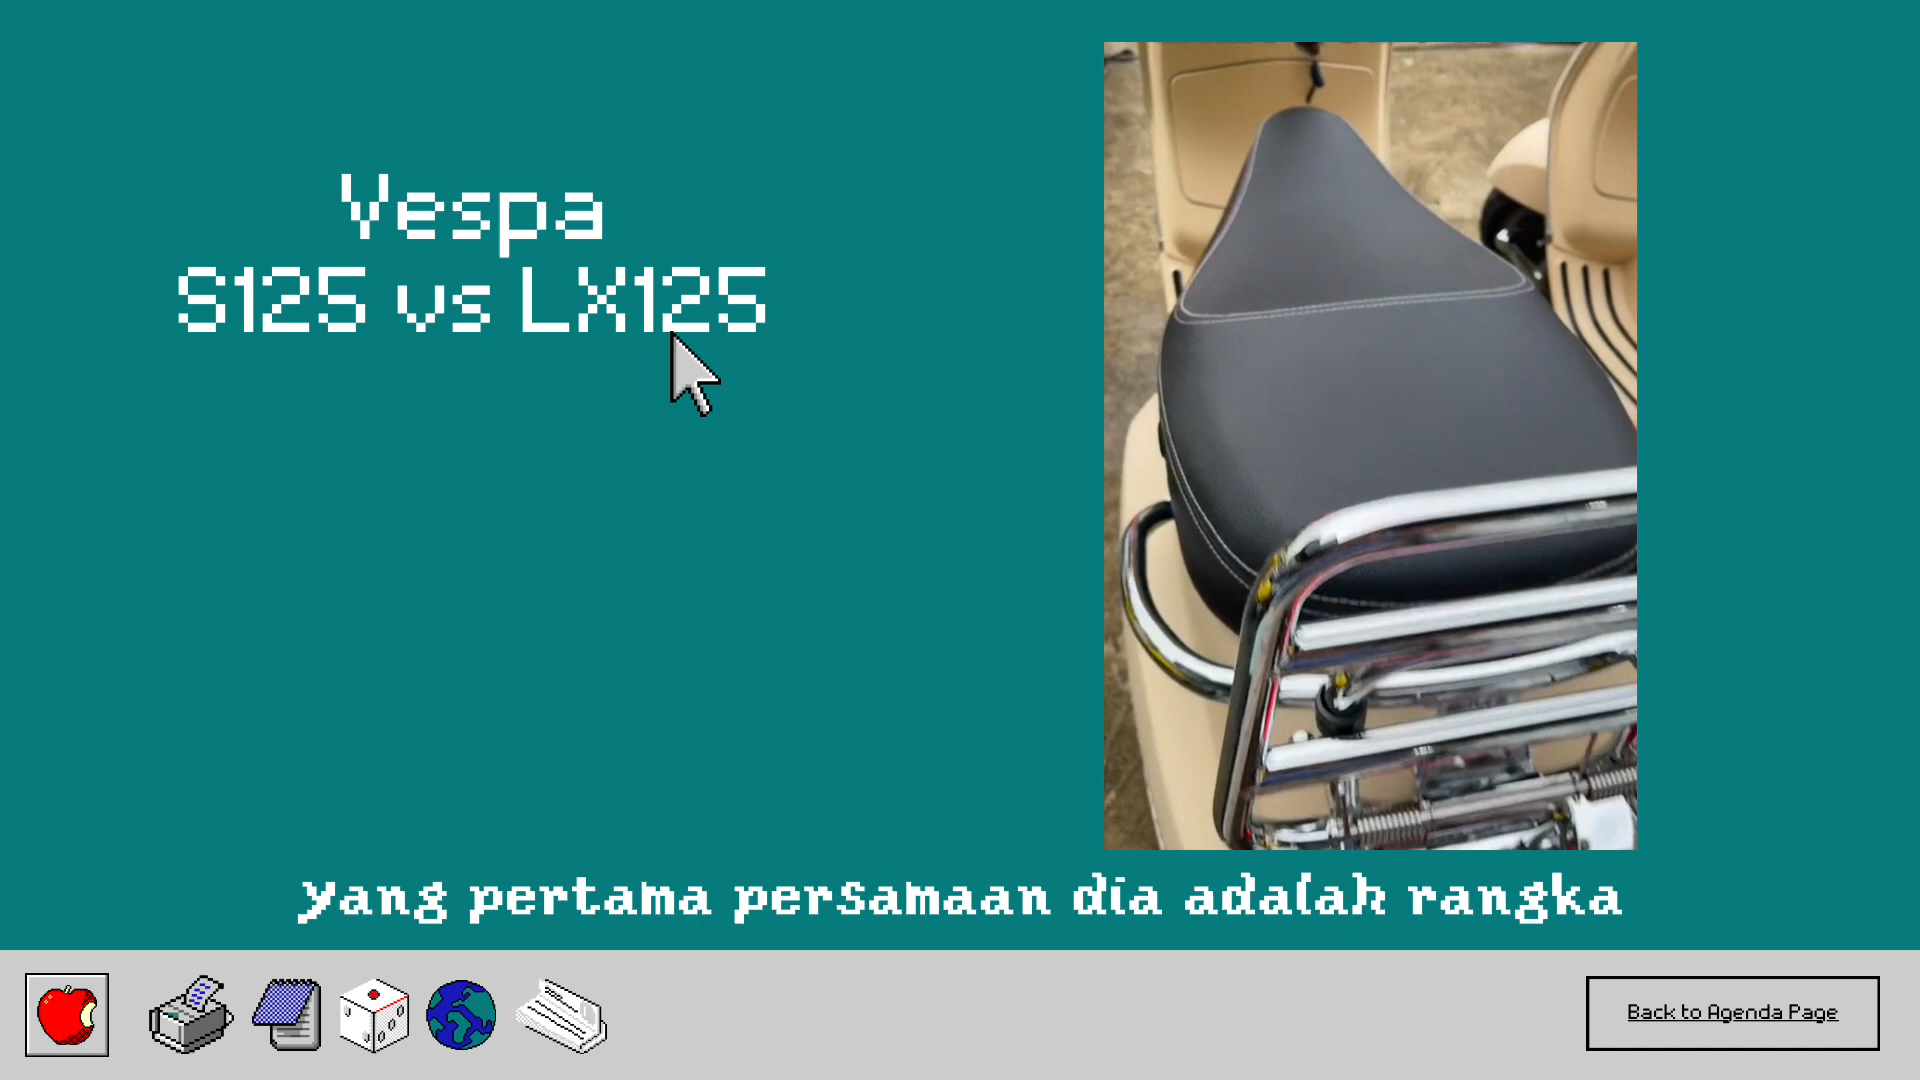 Vespa
S125 vs LX125
yang pertama persamaan dia adalah rangka
Back to Agenda Page